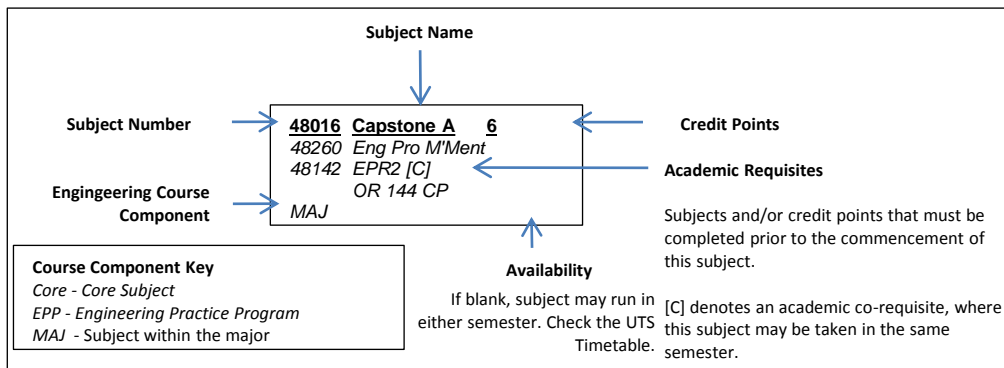 Subject Name
Subject Number
48016 Capstone A 6
Credit Points
48260 Eng Pro M'Ment
48142 EPR2 [C]
OR 144 CP
MAJ
Academic Requisites
Engingeering Course
Component
Subjects and/or credit points that must be
completed prior to the commencement of
this subject.
[C] denotes an academic co-requisite, where
this subject may be taken in the same
semester.
Availability
If blank, subject may run in
either semester. Check the UTS
Timetable.
Course Component Key
Core - Core Subject
EPP - Engineering Practice Program
MAJ - Subject within the major